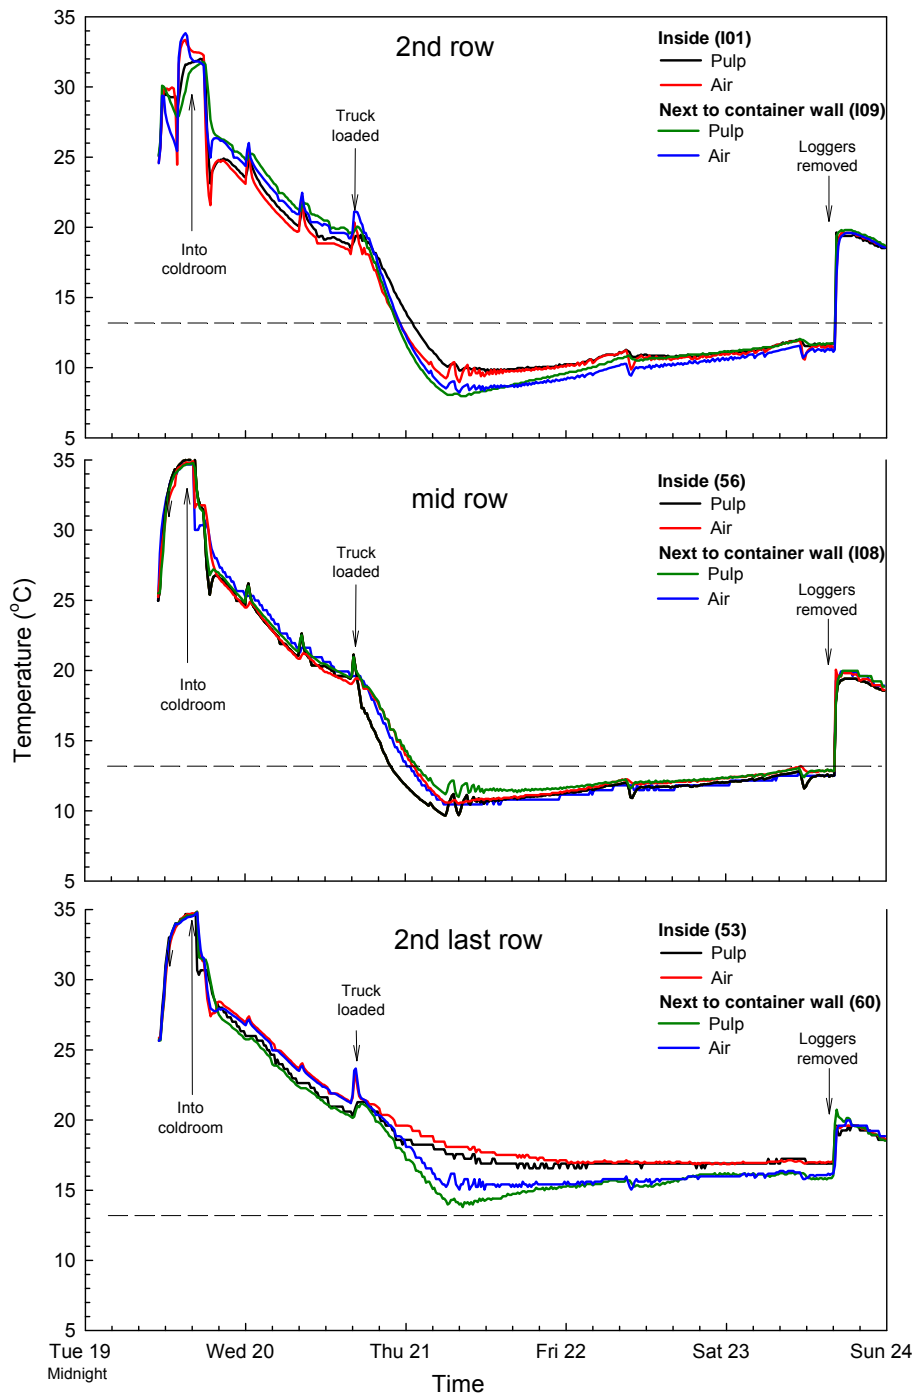 35
2nd row
Inside (I01)
Pulp
Air
Next to container wall (I09)
Pulp
Air
30
Truck
loaded
Loggers
removed
25
20
Into
coldroom
15
10
5
35
mid row
Inside (56)
Pulp
Air
Next to container wall (I08)
Pulp
Air
30
Truck
loaded
Loggers
removed
25
20
Into
coldroom
15
10
5
Temperature (°C)
35
2nd last row
Inside (53)
Pulp
Air
Next to container wall (60)
Pulp
Air
30
Truck
loaded
Loggers
removed
25
20
Into
coldroom
15
10
5
Tue 19
Midnight
Wed 20
Thu 21
Fri 22
Sat 23
Sun 24
Time